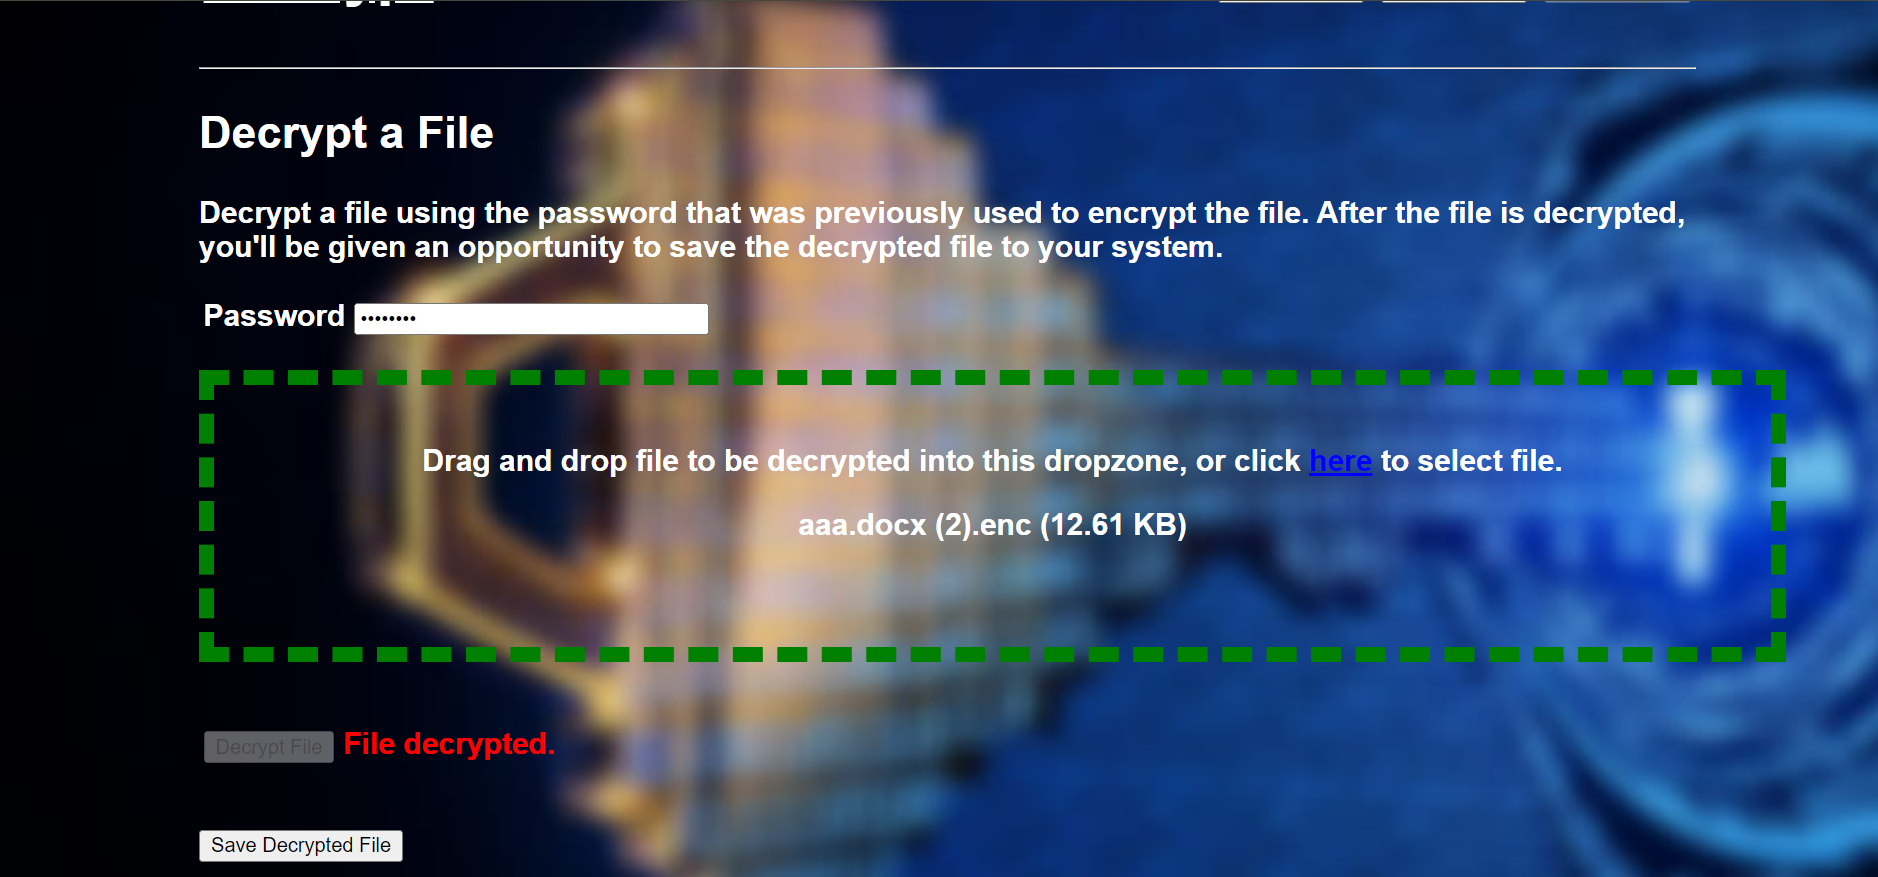 Decrypt a File
Decrypt a file using the password that was previously used to encrypt the file. After the file is decrypted,
you'll be given an opportunity to save the decrypted file to your system.
Password ••••••••
Drag and drop file to be decrypted into this dropzone, or click here to select file.
aaa.docx (2).enc (12.61 KB)
Decrypt File File decrypted.
Save Decrypted File